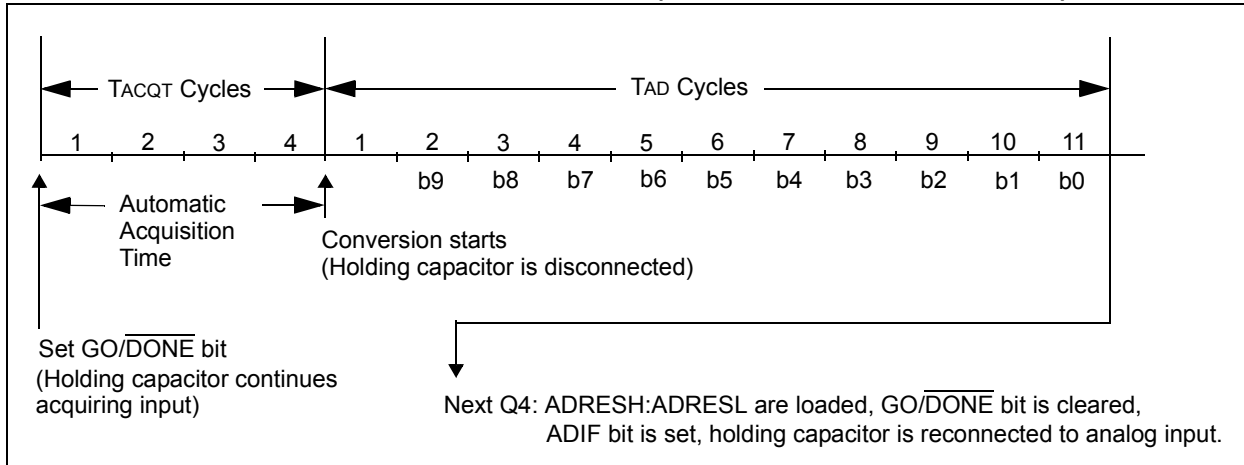 TACQT Cycles
TAD Cycles
1 2 3 4 1 2 3 4 5 6 7 8 9 10 11
b9 b8 b7 b6 b5 b4 b3 b2 b1 b0
Automatic
Acquisition
Time
Conversion starts
(Holding capacitor is disconnected)
Set GO/DONE bit
(Holding capacitor continues
acquiring input)
Next Q4: ADRESH:ADRESL are loaded, GO/DONE bit is cleared,
ADIF bit is set, holding capacitor is reconnected to analog input.